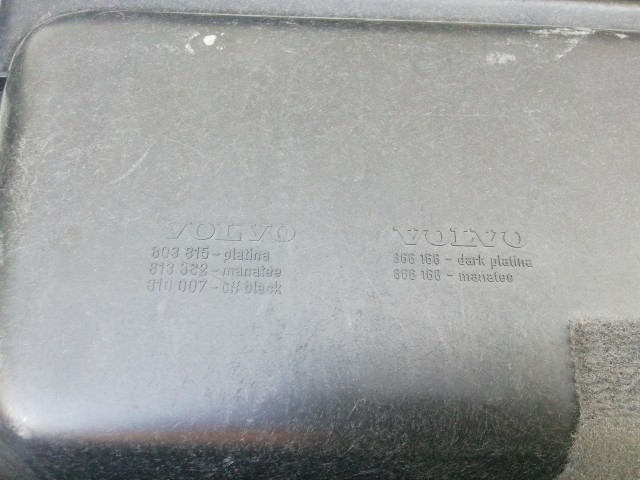 VOLVO
803 815 - platina
813 382 - manatee
810 007 - off black
VOLVO
866 166 - dark platina
866 168 - manatee